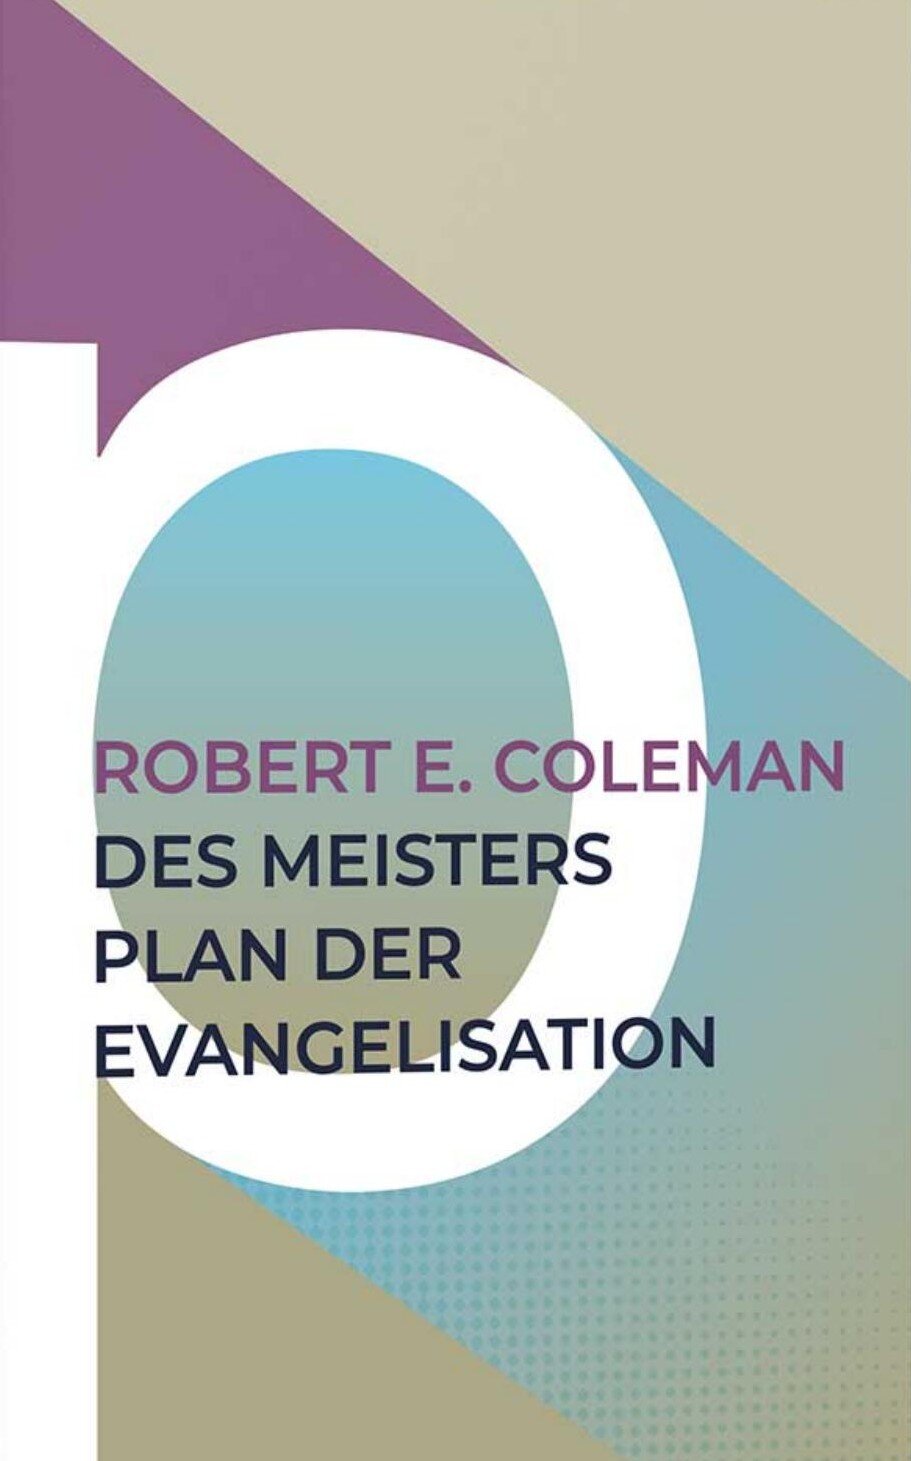 ROBERT E. COLEMAN
DES MEISTERS
PLAN DER
EVANGELISATION